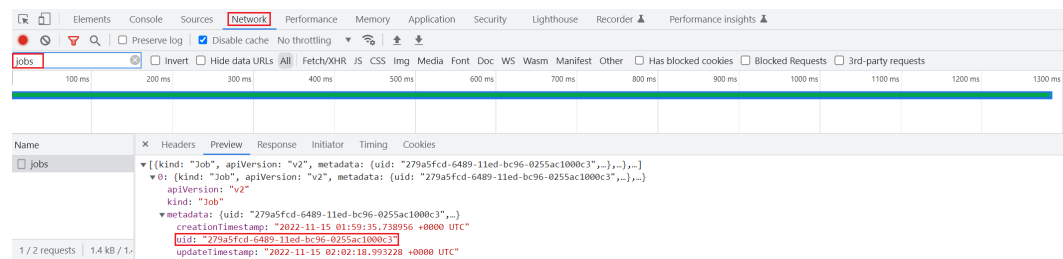 Elements Console Sources Network Performance Memory Application Security Lighthouse Recorder Performance insights
Preserve log Disable cache No throttling
jobs Invert Hide data URLs All Fetch/XHR JS CSS Img Media Font Doc WS Wasm Manifest Other Has blocked cookies Blocked Requests 3rd-party requests
100 ms 200 ms 300 ms 400 ms 500 ms 600 ms 700 ms 800 ms 900 ms 1000 ms 1100 ms 1200 ms 1300 ms
Name × Headers Preview Response Initiator Timing Cookies
jobs ▼[{kind: "Job", apiVersion: "v2", metadata: {uid: "279a5fcd-6489-11ed-bc96-0255ac1000c3",…},…},…]
▼0: {kind: "Job", apiVersion: "v2", metadata: {uid: "279a5fcd-6489-11ed-bc96-0255ac1000c3",…},…}
apiVersion: "v2"
kind: "Job"
▼metadata: {uid: "279a5fcd-6489-11ed-bc96-0255ac1000c3",…}
creationTimestamp: "2022-11-15 01:59:35.738956 +0000 UTC"
uid: "279a5fcd-6489-11ed-bc96-0255ac1000c3"
1 / 2 requests 1.4 kB / 1. updateTimestamp: "2022-11-15 02:02:18.993228 +0000 UTC"